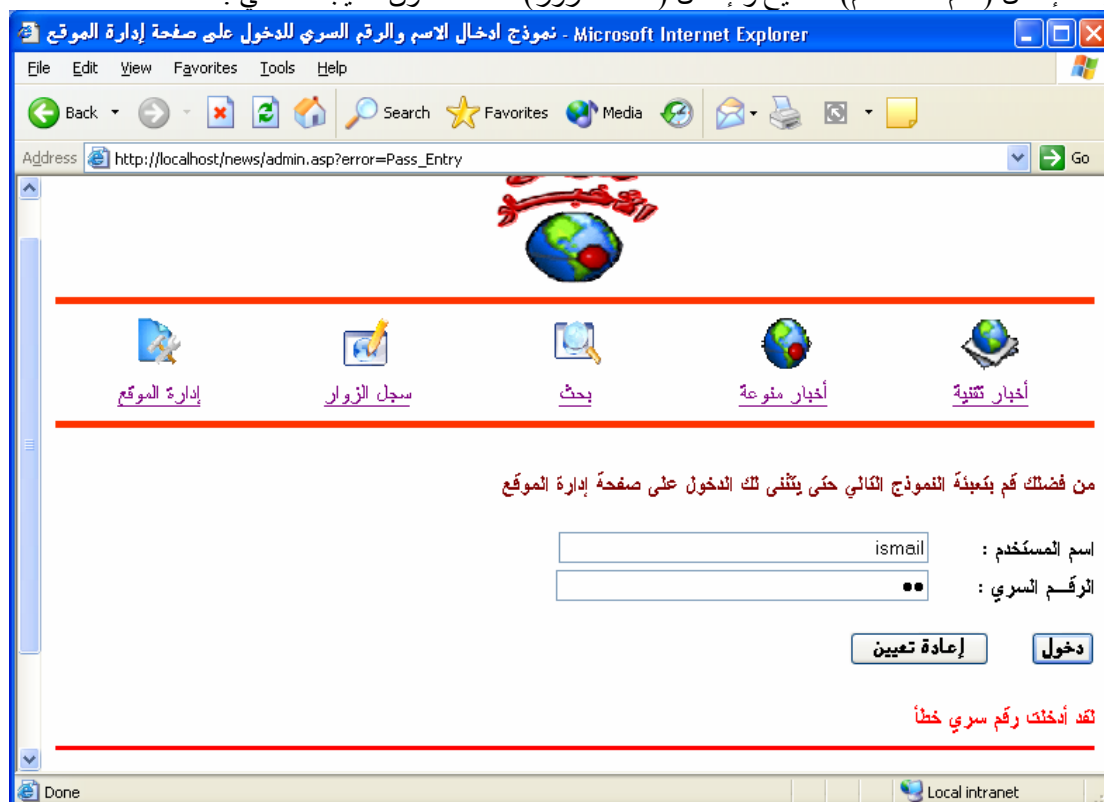 نموذج ادخال الاسم والرقم السري للدخول على صفحة إدارة الموقع - Microsoft Internet Explorer
File Edit View Favorites Tools Help
Back Search Favorites Media
Address http://localhost/news/admin.asp?error=Pass_Entry Go
أخبار تقنية أخبار منوعة بحث سجل الزوار إدارة الموقع
من فضلك قم بتعبئة النموذج التالي حتى يتثنى لك الدخول على صفحة إدارة الموقع
اسم المستخدم : ismail
الرقـم السري : ●●
دخول إعادة تعيين
لقد أدخلت رقم سري خطأ
Done Local intranet